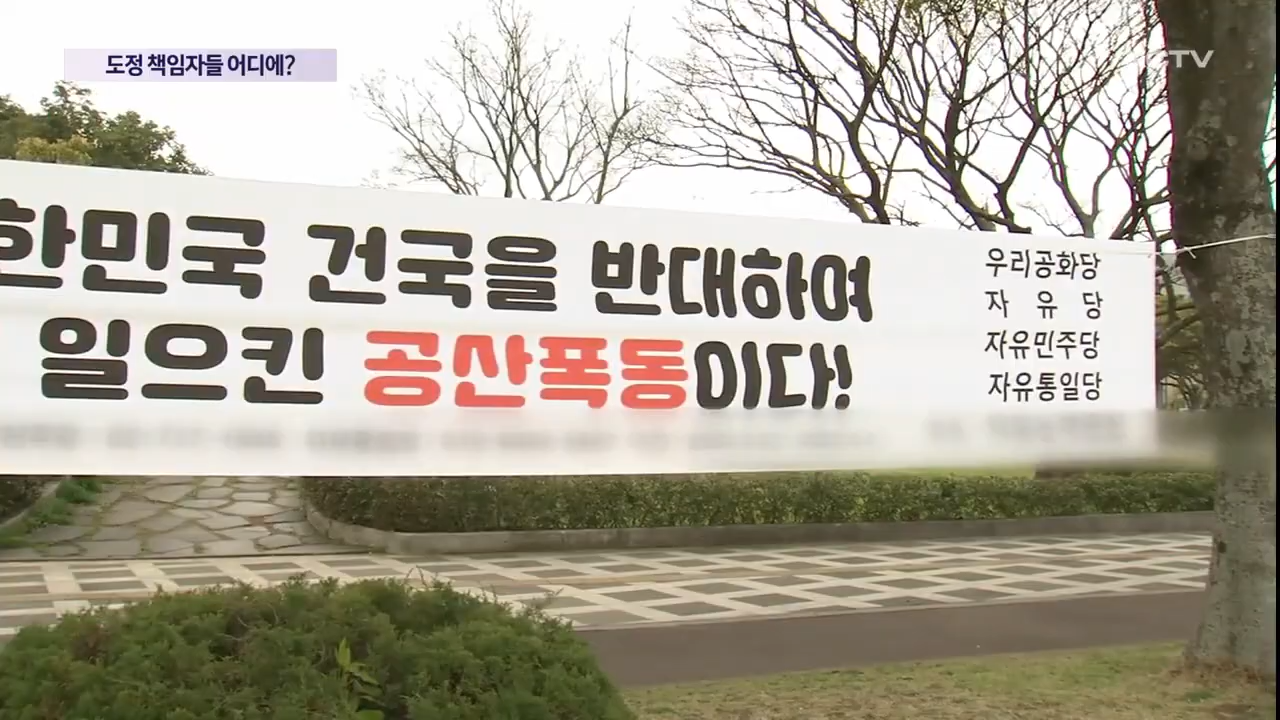 도정 책임자들 어디에?
TV
한민국 건국을 반대하여
일으킨 공산폭동이다!
우리공화당
자 유 당
자유민주당
자유통일당